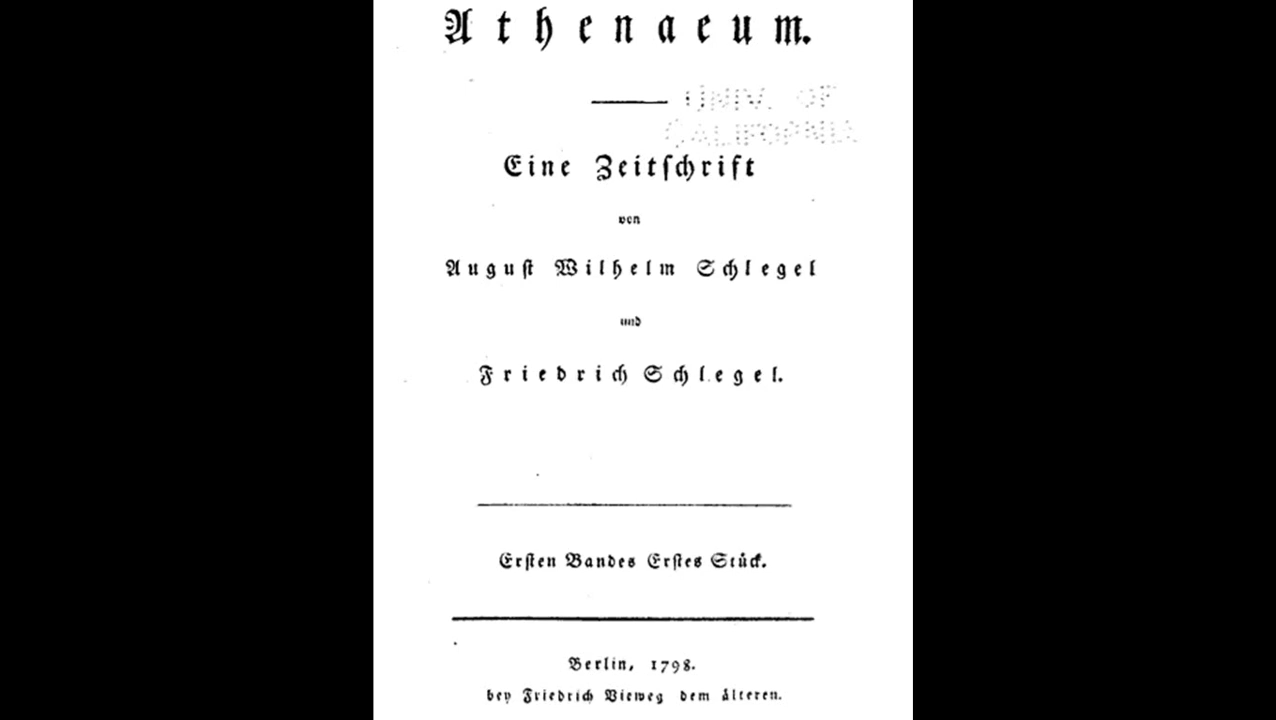 Athenaeum.
UNIV. OF
CALIFORNIA
Eine Zeitschrift
von
August Wilhelm Schlegel
und
Friedrich Schlegel.
Ersten Bandes Erstes Stück.
Berlin, 1798.
bey Friedrich Vieweg dem älteren.